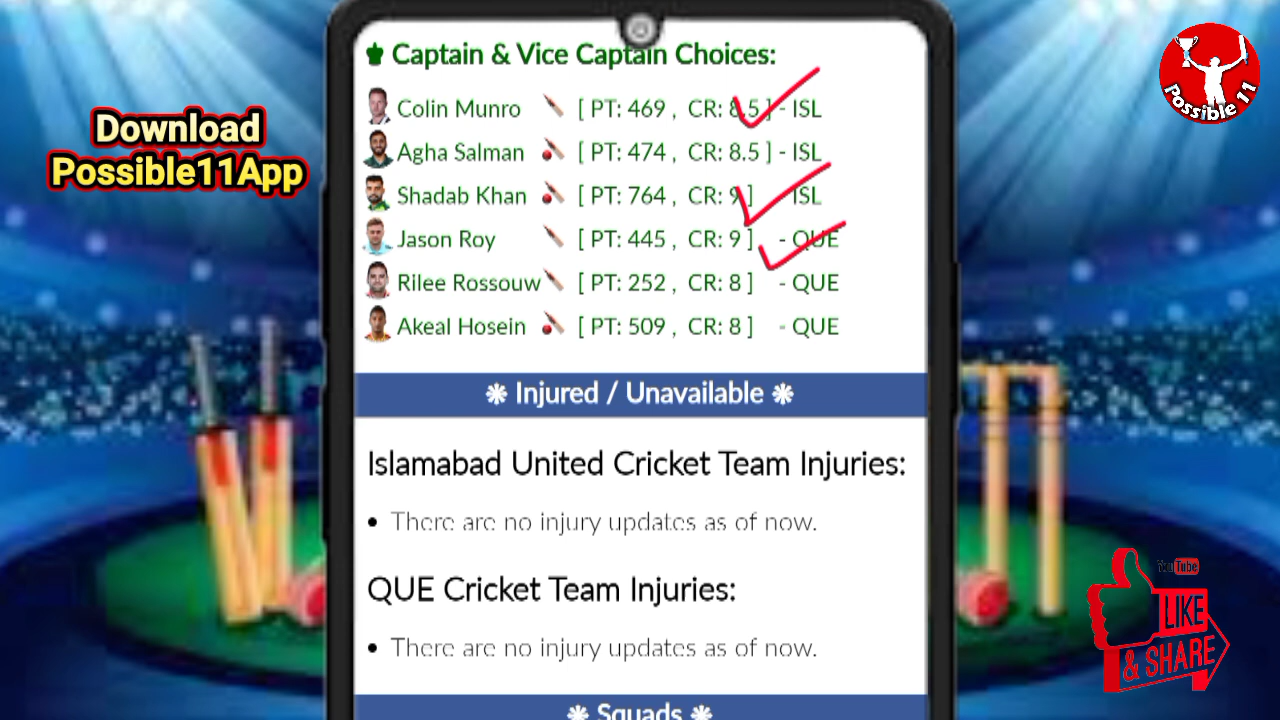 Captain & Vice Captain Choices:
Colin Munro [ PT: 469 , CR: 8.5 ] - ISL
Agha Salman [ PT: 474 , CR: 8.5 ] - ISL
Shadab Khan [ PT: 764 , CR: 9 ] ISL
Jason Roy [ PT: 445 , CR: 9 ] - QUE
Rilee Rossouw [ PT: 252 , CR: 8 ] - QUE
Akeal Hosein [ PT: 509 , CR: 8 ] - QUE
Injured / Unavailable
Islamabad United Cricket Team Injuries:
• There are no injury updates as of now.
QUE Cricket Team Injuries:
• There are no injury updates as of now.
Squads
Download
Possible11App
Possible 11
YouTube
LIKE
& SHARE